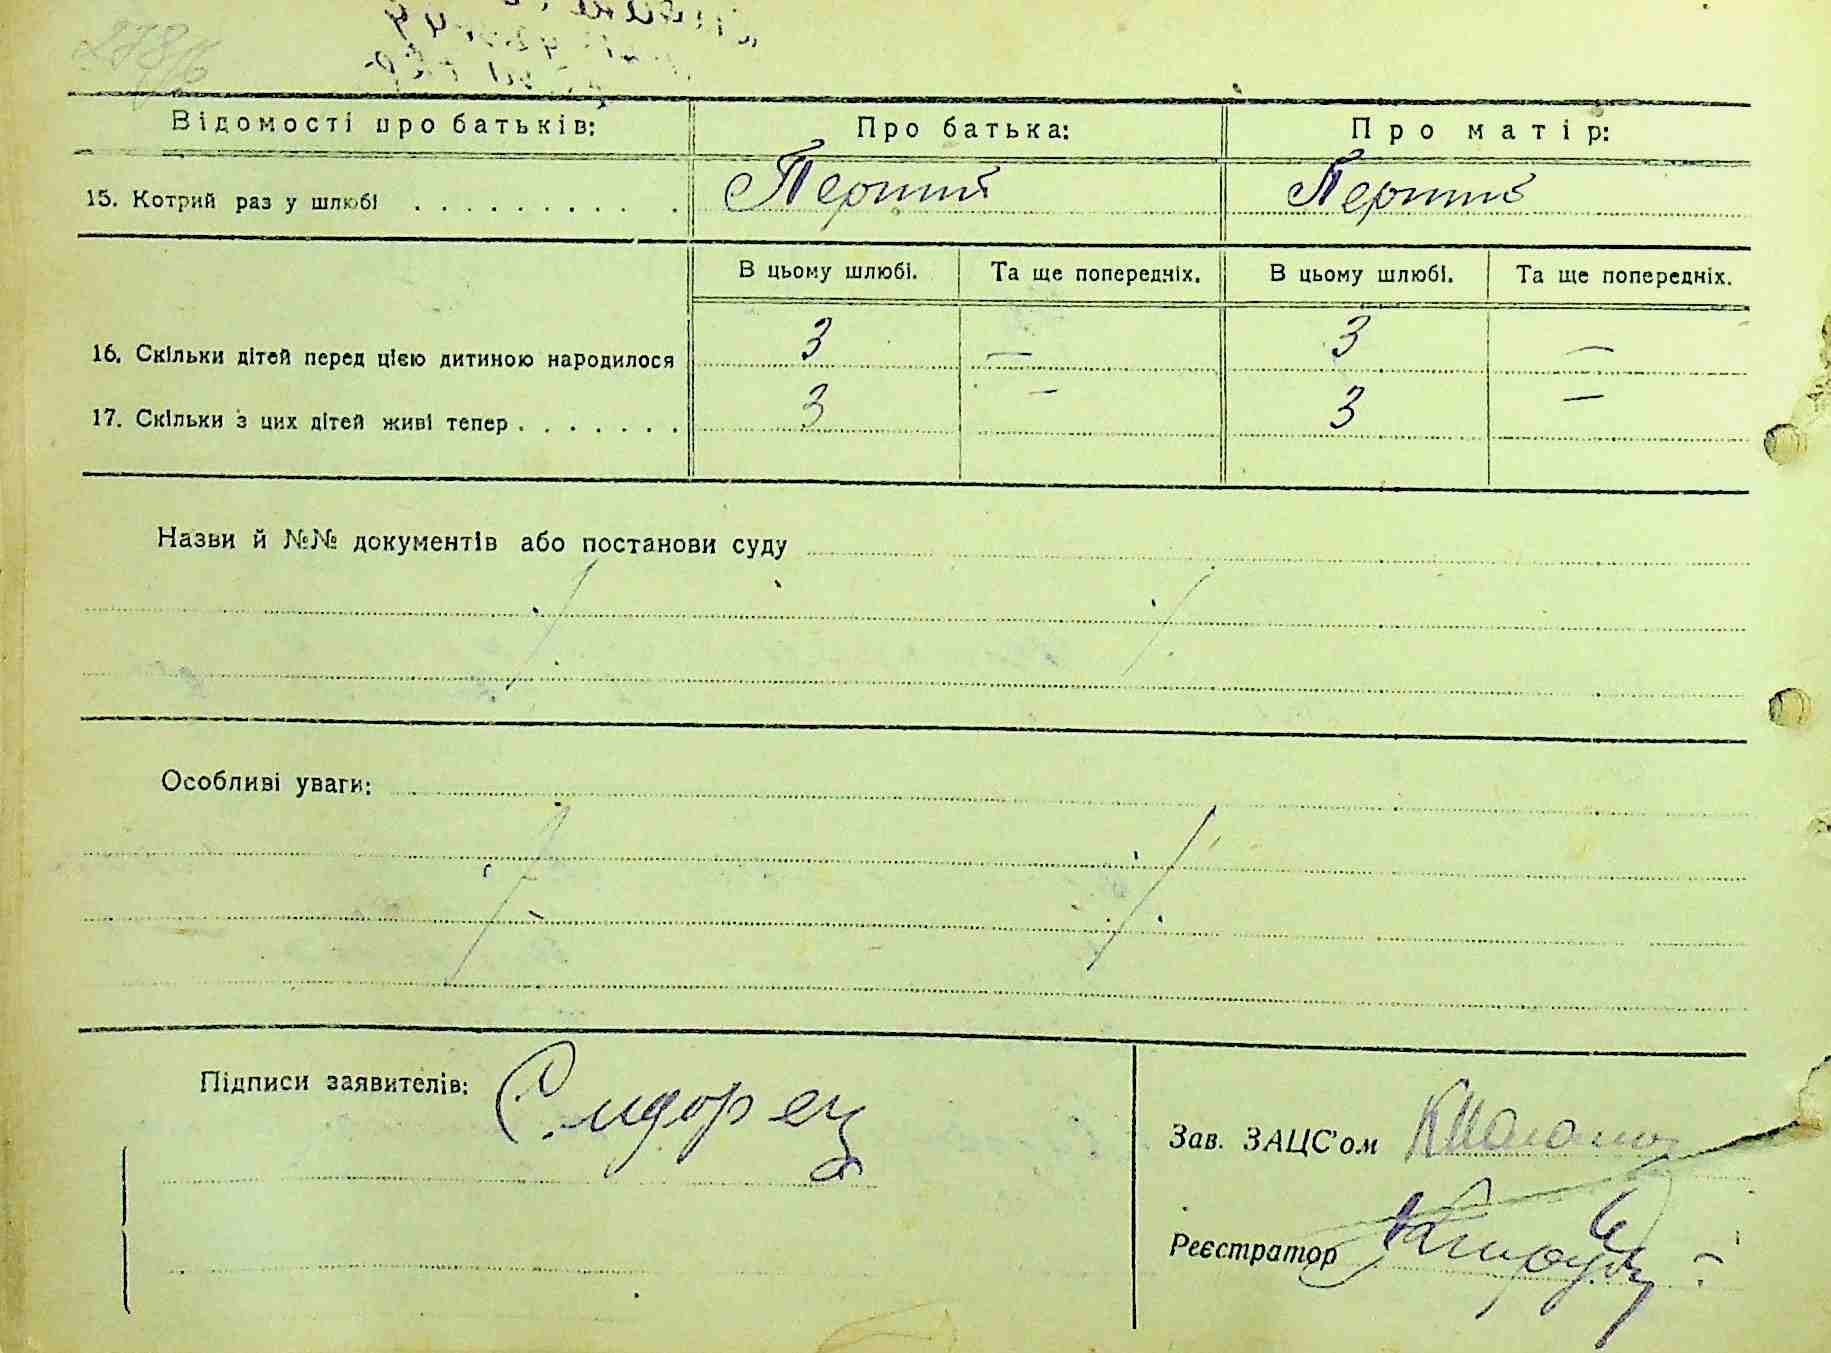 Відомості про батьків: Про батька: Про матір:
15. Котрий раз у шлюбі . . . . . . . . . . Перший Перший
В цьому шлюбі. Та ще попередніх. В цьому шлюбі. Та ще попередніх.
16. Скільки дітей перед цією дитиною народилося 3 — 3 —
17. Скільки з цих дітей живі тепер . . . . . . . 3 — 3 —
Назви й №№ документів або постанови суду
Особливі уваги:
Підписи заявителів: Сидорец
Зав. ЗАЦС'ом
Реєстратор